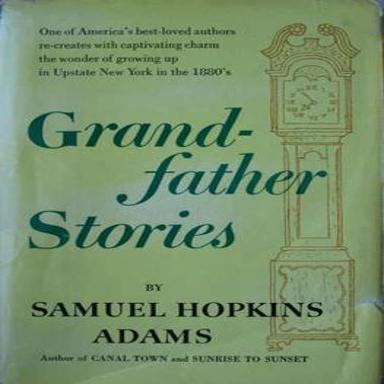 One of America's best-loved authors
re-creates with captivating charm
the wonder of growing up
in Upstate New York in the 1880's
Grand-
father
Stories
BY
SAMUEL HOPKINS
ADAMS
Author of CANAL TOWN and SUNRISE TO SUNSET